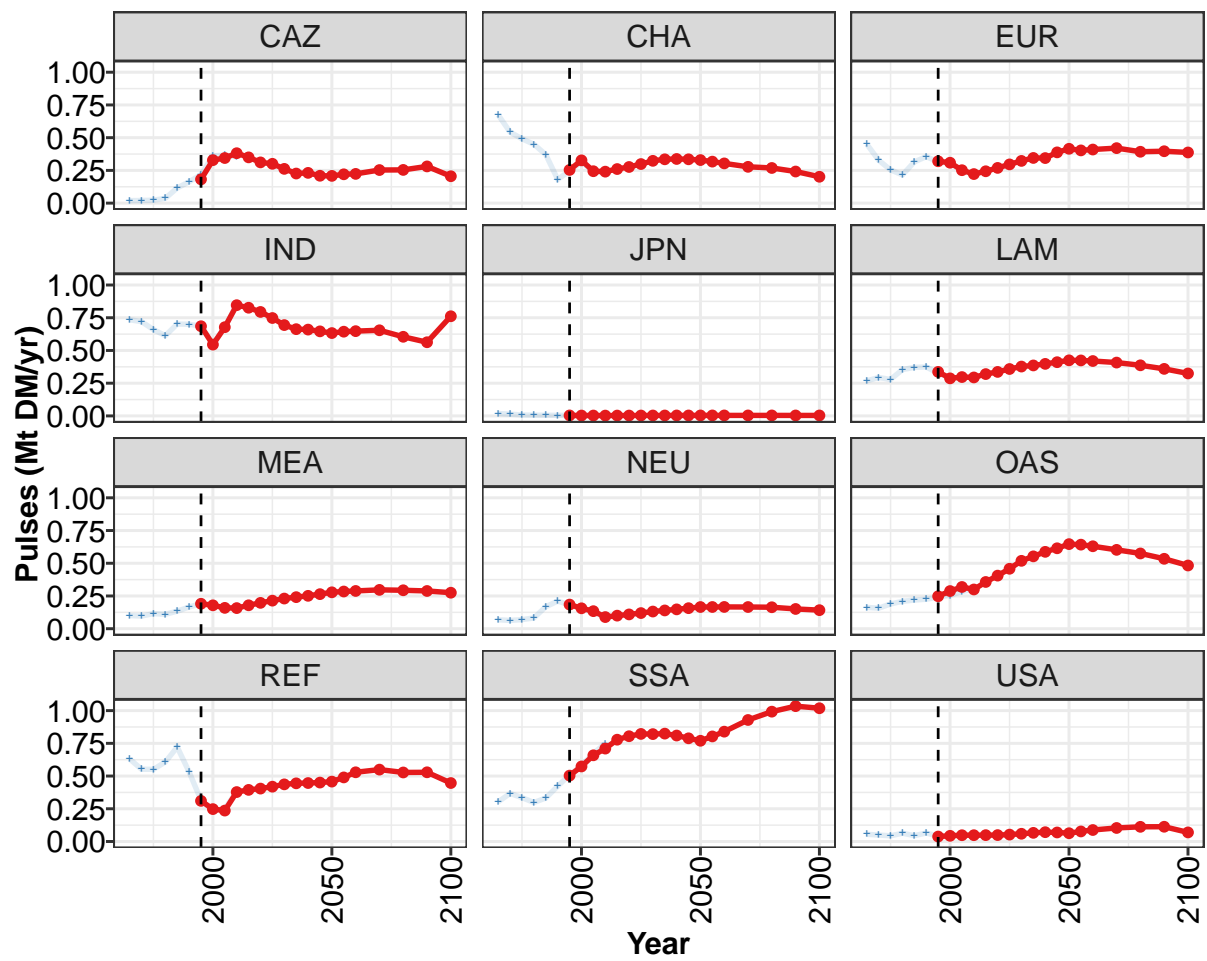 CAZ CHA EUR
1.00
0.75
0.50
0.25
0.00
IND JPN LAM
1.00
0.75
0.50
0.25
0.00
MEA NEU OAS
1.00
0.75
0.50
0.25
0.00
REF SSA USA
1.00
0.75
0.50
0.25
0.00
Pulses (Mt DM/yr)
2000 2050 2100 2000 2050 2100 2000 2050 2100
Year